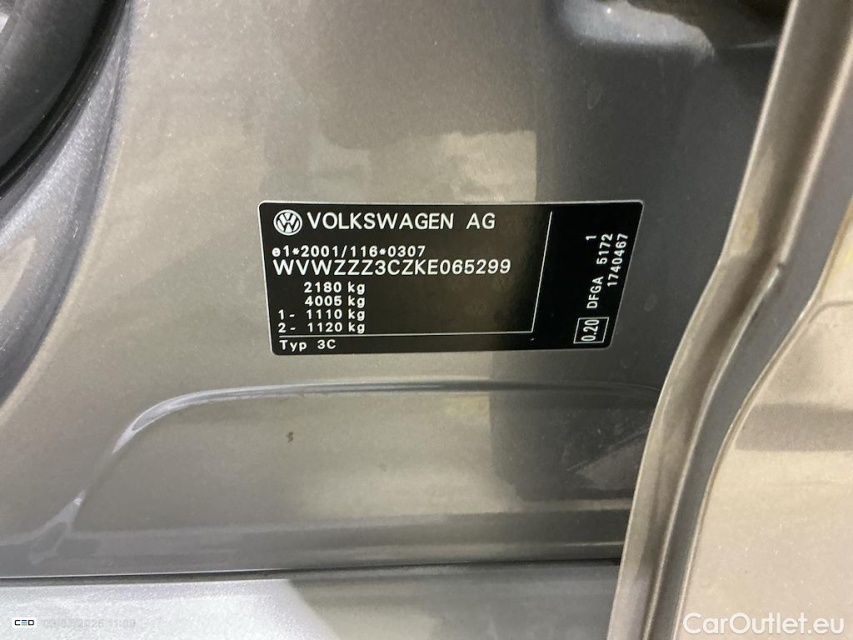 VOLKSWAGEN AG
e1*2001/116*0307
WVWZZZ3CZKE065299
2180 kg
4005 kg
1- 1110 kg
2- 1120 kg
Typ 3C
1
DFGA 5172
1740467
0.20
CarOutlet.eu